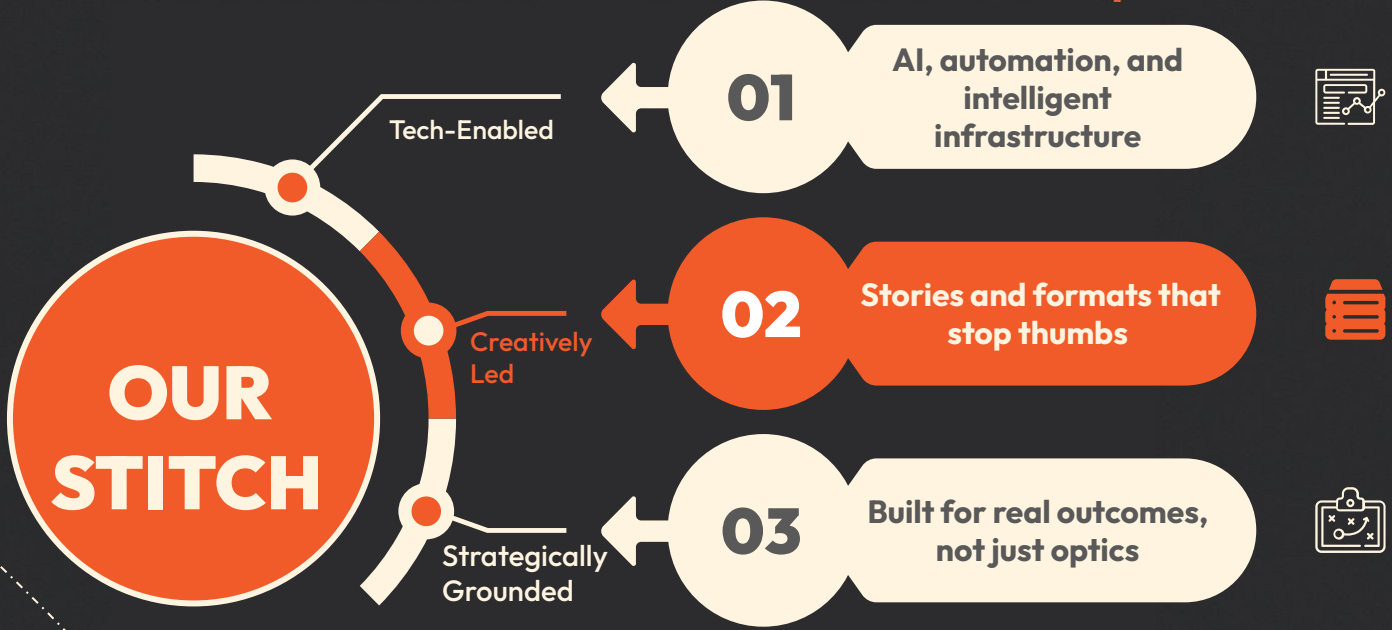 OUR
STITCH
Tech-Enabled
01
AI, automation, and
intelligent
infrastructure
Creatively
Led
02
Stories and formats that
stop thumbs
Strategically
Grounded
03
Built for real outcomes,
not just optics